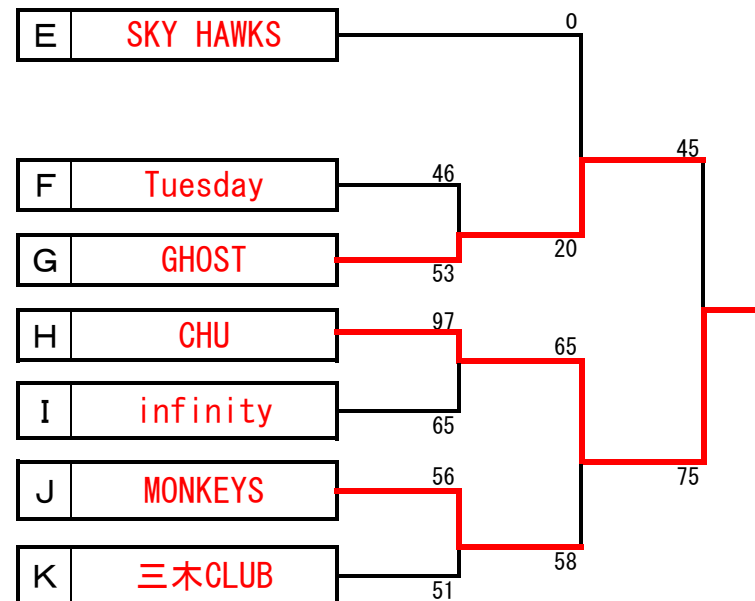 E SKY HAWKS 0
45
F Tuesday 46
20
G GHOST 53
H CHU 97
65
I infinity 65
J MONKEYS 56
75
58
K 三木CLUB 51